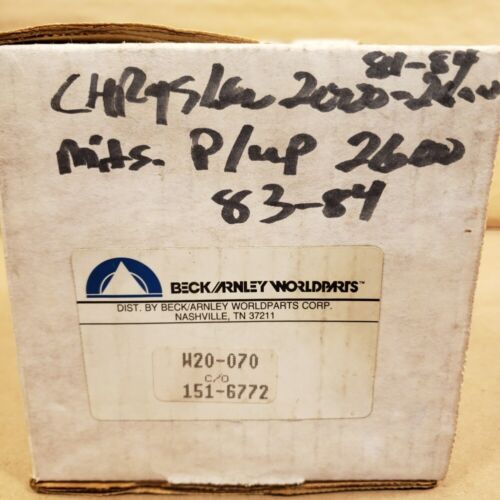 81-84
CHRYsler 2000-2600
mits. P/up 2600
83-84
BECK/ARNLEY WORLDPARTS™
DIST. BY BECK/ARNLEY WORLDPARTS CORP.
NASHVILLE, TN 37211
W20-070
C/O
151-6772